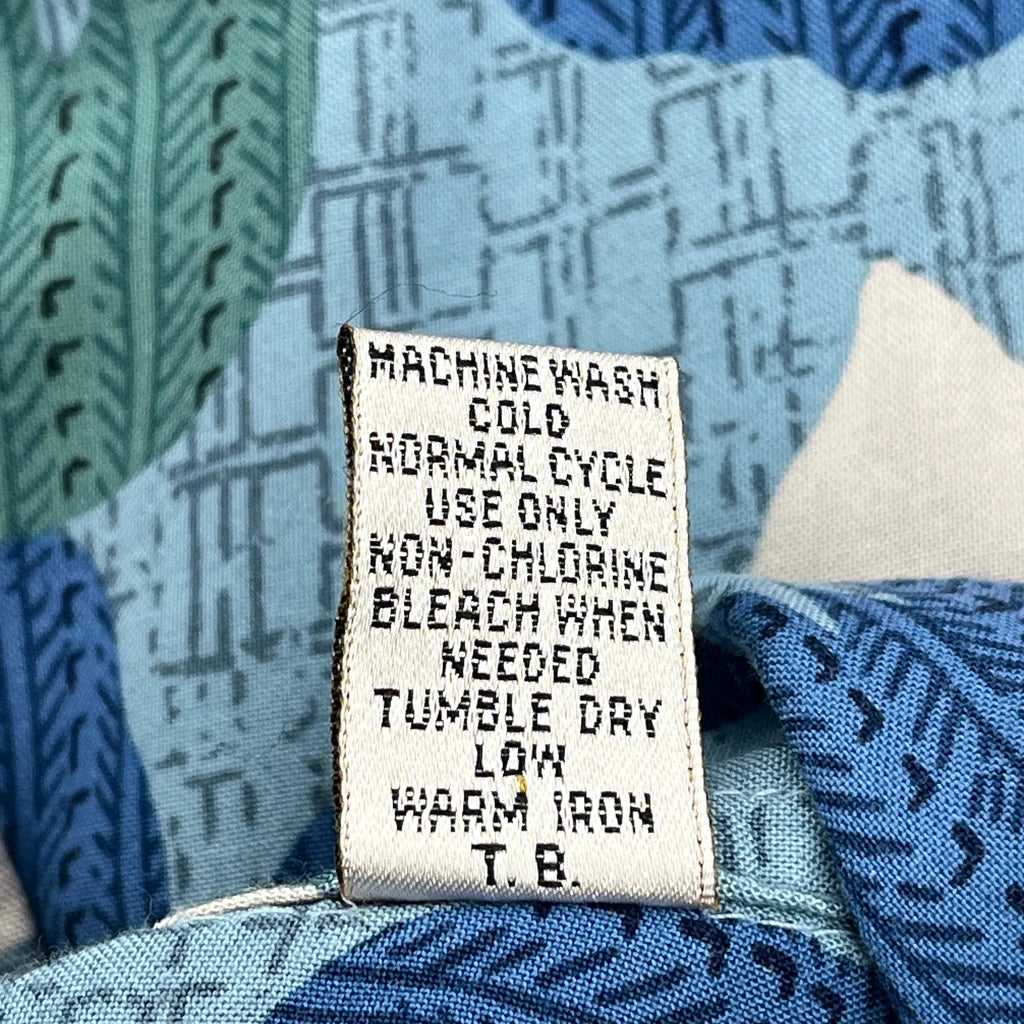 MACHINE WASH
COLD
NORMAL CYCLE
USE ONLY
NON-CHLORINE
BLEACH WHEN
NEEDED
TUMBLE DRY
LOW
WARM IRON
T. B.